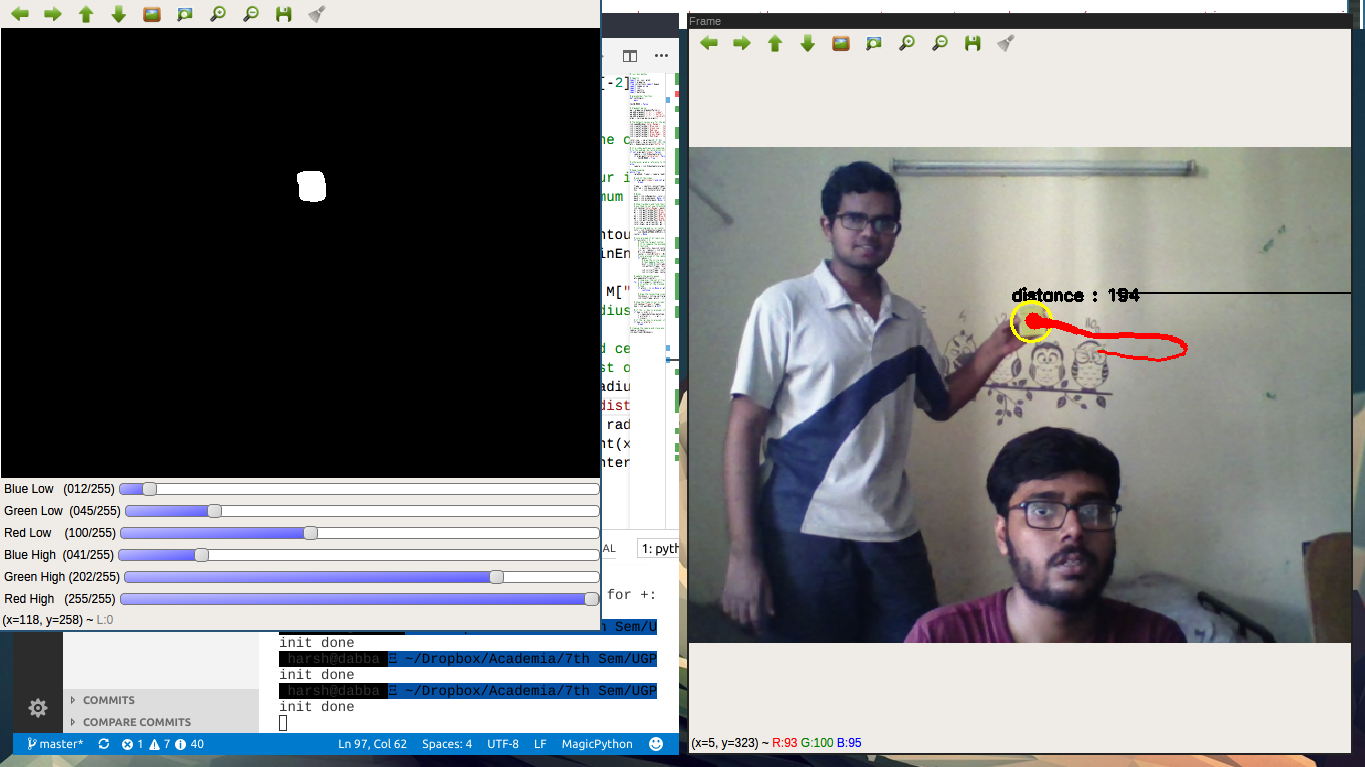 Blue Low (012/255)
Green Low (045/255)
Red Low (100/255)
Blue High (041/255)
Green High (202/255)
Red High (255/255)
(x=118, y=258) ~ L:0
[-2]
ne c
ur i
mum
ntou
inEn
M["
dius
d ce
st o
adiu
dist
rad
nt(x
nter
AL
1: pyth
for +:
Sem/U
init done
harsh@dabba ~/Dropbox/Academia/7th Sem/UGP
init done
harsh@dabba ~/Dropbox/Academia/7th Sem/UGP
init done
COMMITS
COMPARE COMMITS
master*
1 7 40
Ln 97, Col 62
Spaces: 4
UTF-8
LF
MagicPython
Frame
distance : 194
(x=5, y=323) ~ R:93 G:100 B:95